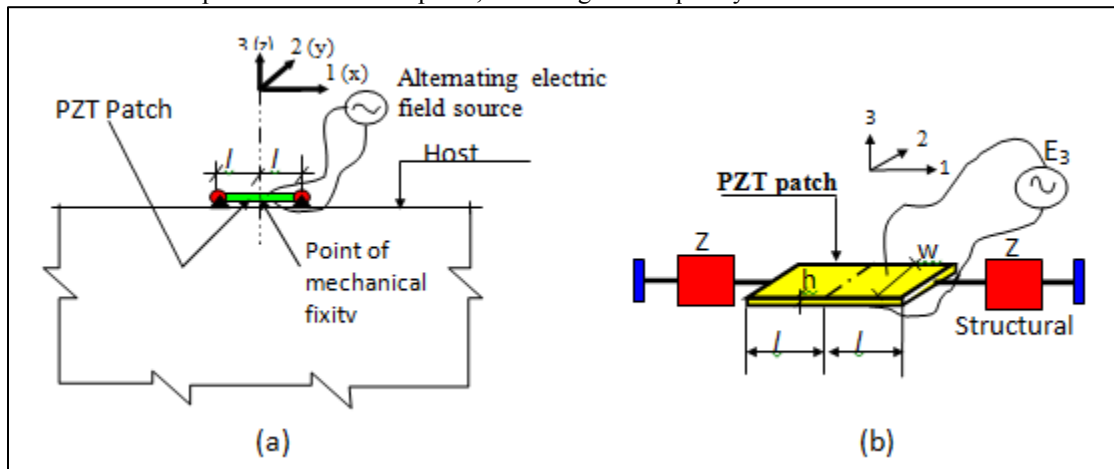 3 (z)
2 (y)
1 (x)
Alternating electric
field source
PZT Patch
l l
Host
Point of
mechanical
fixity
(a)
3
2
1
E3
PZT patch
Z
w
Z
h
Structural
l l
(b)